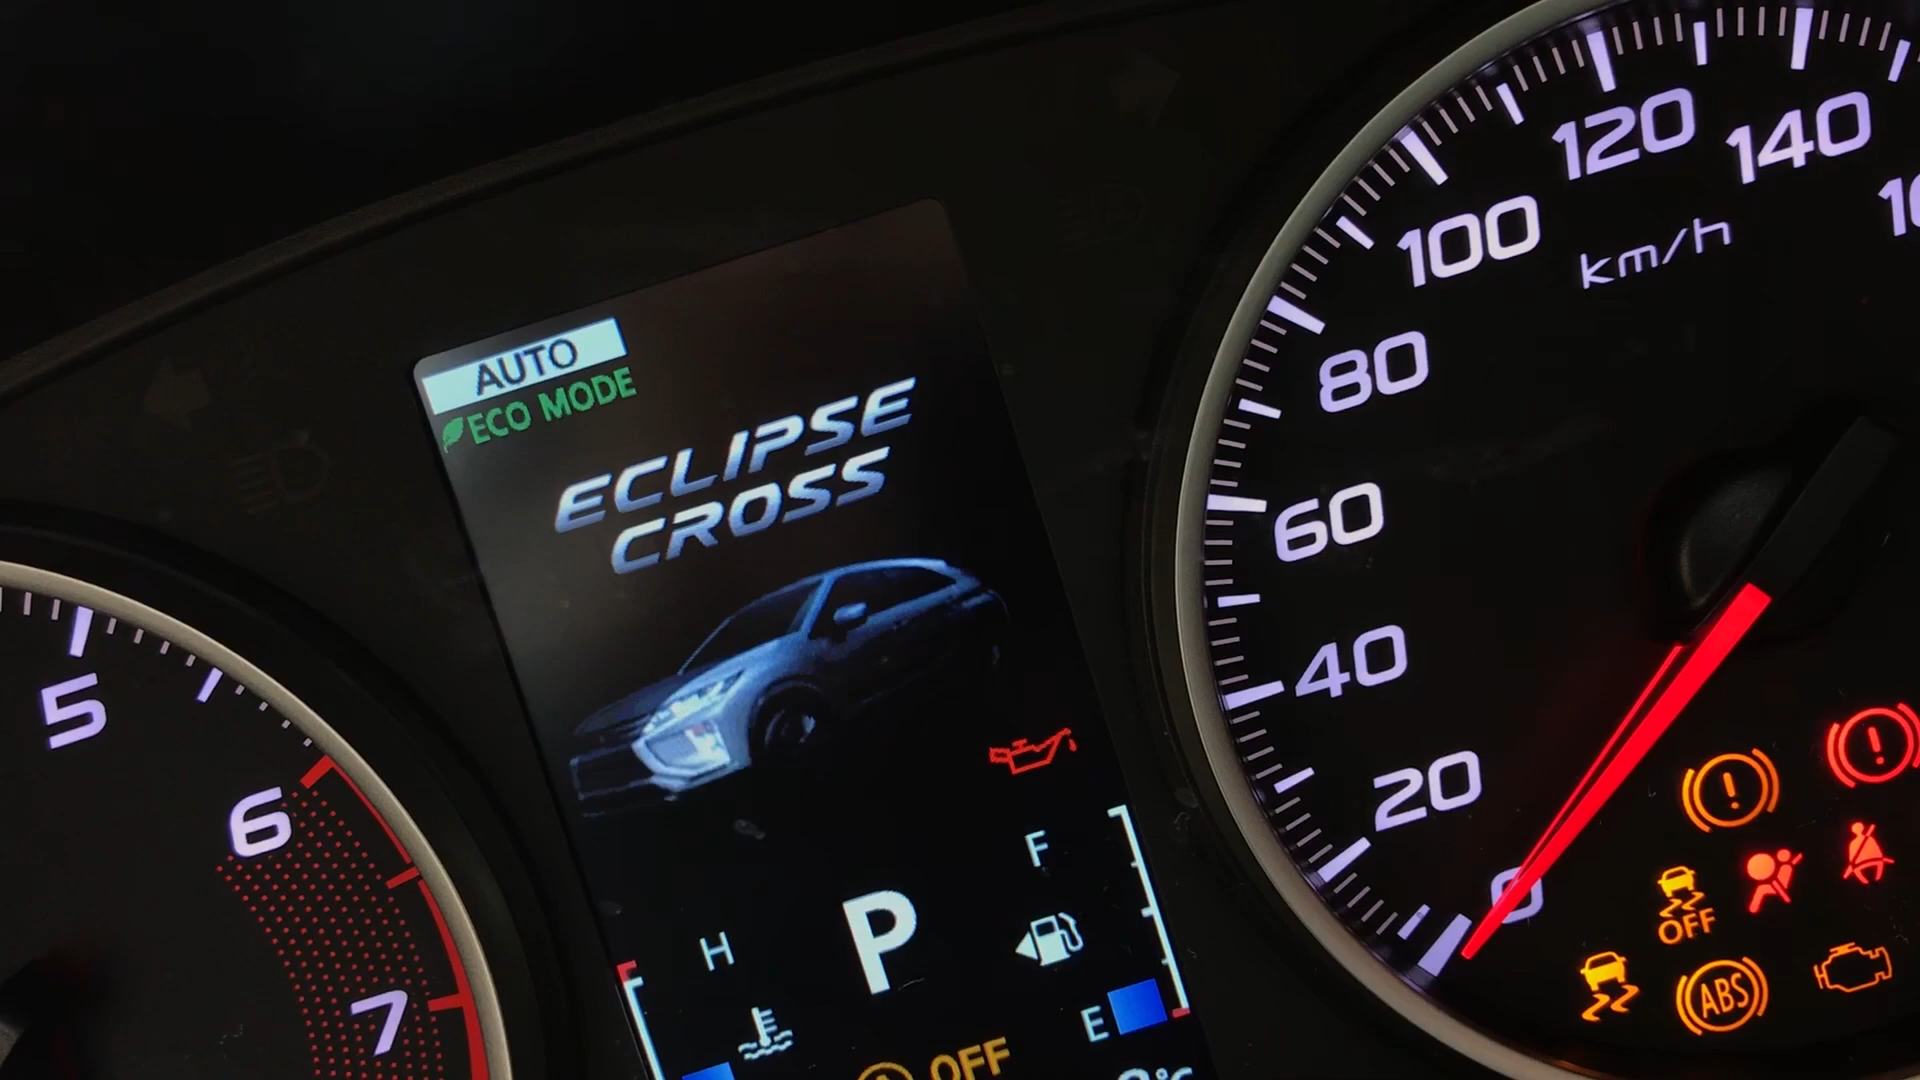 AUTO
ECO MODE
ECLIPSE
CROSS
H
P
F
E
OFF
5
6
7
0
20
40
60
80
100
120
140
km/h
OFF
ABS